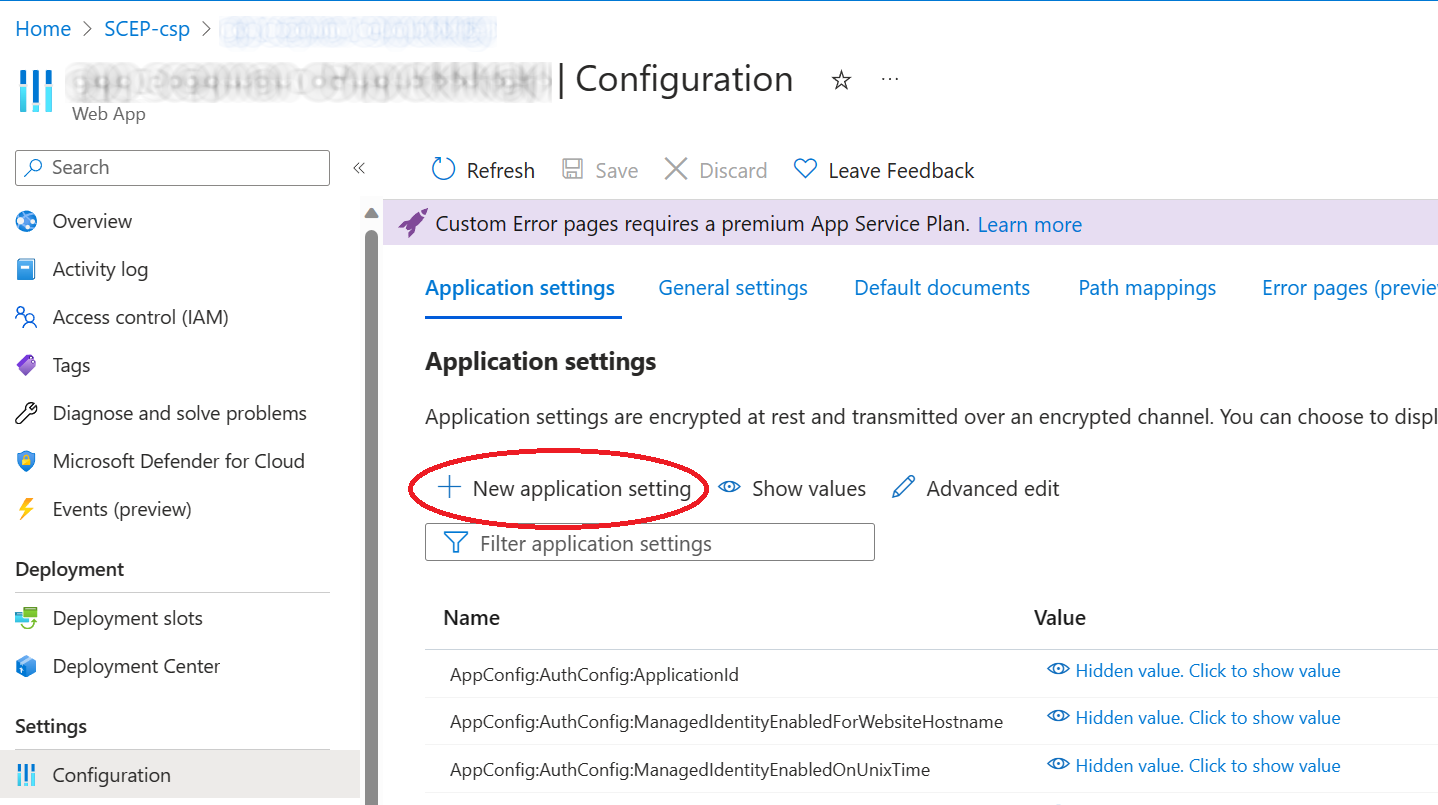 Home > SCEP-csp >
| Configuration ☆ ···
Web App
Search «
Refresh Save Discard Leave Feedback
Overview
Activity log
Access control (IAM)
Tags
Diagnose and solve problems
Microsoft Defender for Cloud
Events (preview)
Deployment
Deployment slots
Deployment Center
Settings
Configuration
Custom Error pages requires a premium App Service Plan. Learn more
Application settings General settings Default documents Path mappings Error pages (previe
Application settings
Application settings are encrypted at rest and transmitted over an encrypted channel. You can choose to displ
New application setting Show values Advanced edit
Filter application settings
Name Value
AppConfig:AuthConfig:ApplicationId Hidden value. Click to show value
AppConfig:AuthConfig:ManagedIdentityEnabledForWebsiteHostname Hidden value. Click to show value
AppConfig:AuthConfig:ManagedIdentityEnabledOnUnixTime Hidden value. Click to show value